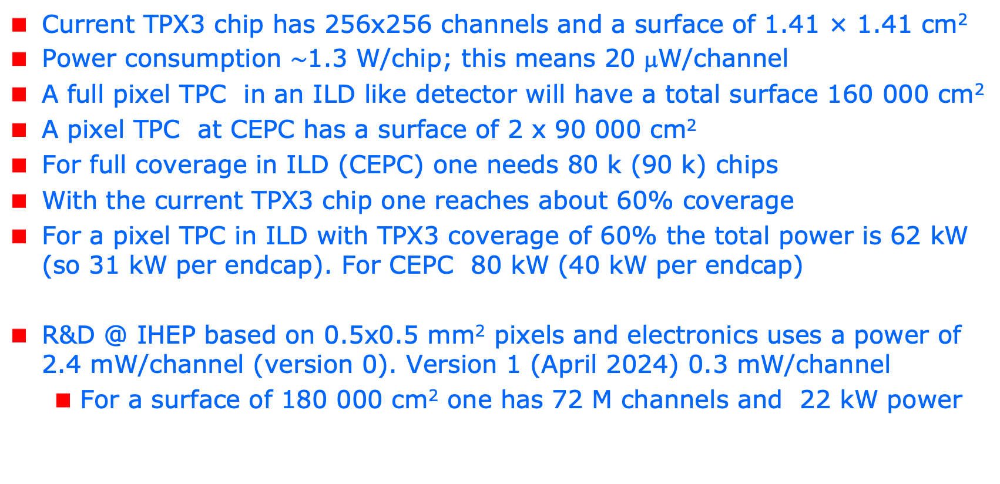 Current TPX3 chip has 256x256 channels and a surface of 1.41 × 1.41 cm²
Power consumption ~1.3 W/chip; this means 20 μW/channel
A full pixel TPC in an ILD like detector will have a total surface 160 000 cm²
A pixel TPC at CEPC has a surface of 2 x 90 000 cm²
For full coverage in ILD (CEPC) one needs 80 k (90 k) chips
With the current TPX3 chip one reaches about 60% coverage
For a pixel TPC in ILD with TPX3 coverage of 60% the total power is 62 kW
(so 31 kW per endcap). For CEPC 80 kW (40 kW per endcap)
R&D @ IHEP based on 0.5x0.5 mm² pixels and electronics uses a power of
2.4 mW/channel (version 0). Version 1 (April 2024) 0.3 mW/channel
For a surface of 180 000 cm² one has 72 M channels and 22 kW power